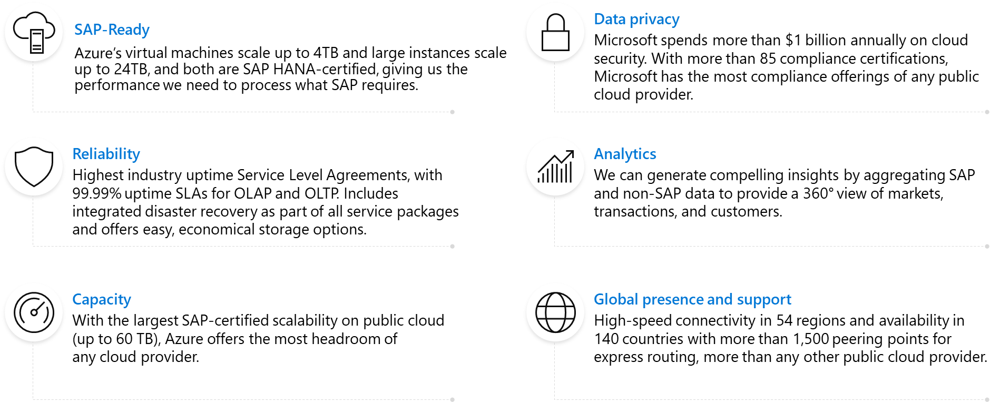 SAP-Ready
Azure's virtual machines scale up to 4TB and large instances scale
up to 24TB, and both are SAP HANA-certified, giving us the
performance we need to process what SAP requires.
Data privacy
Microsoft spends more than $1 billion annually on cloud
security. With more than 85 compliance certifications,
Microsoft has the most compliance offerings of any public
cloud provider.
Reliability
Highest industry uptime Service Level Agreements, with
99.99% uptime SLAs for OLAP and OLTP. Includes
integrated disaster recovery as part of all service packages
and offers easy, economical storage options.
Analytics
We can generate compelling insights by aggregating SAP
and non-SAP data to provide a 360° view of markets,
transactions, and customers.
Capacity
With the largest SAP-certified scalability on public cloud
(up to 60 TB), Azure offers the most headroom of
any cloud provider.
Global presence and support
High-speed connectivity in 54 regions and availability in
140 countries with more than 1,500 peering points for
express routing, more than any other public cloud provider.